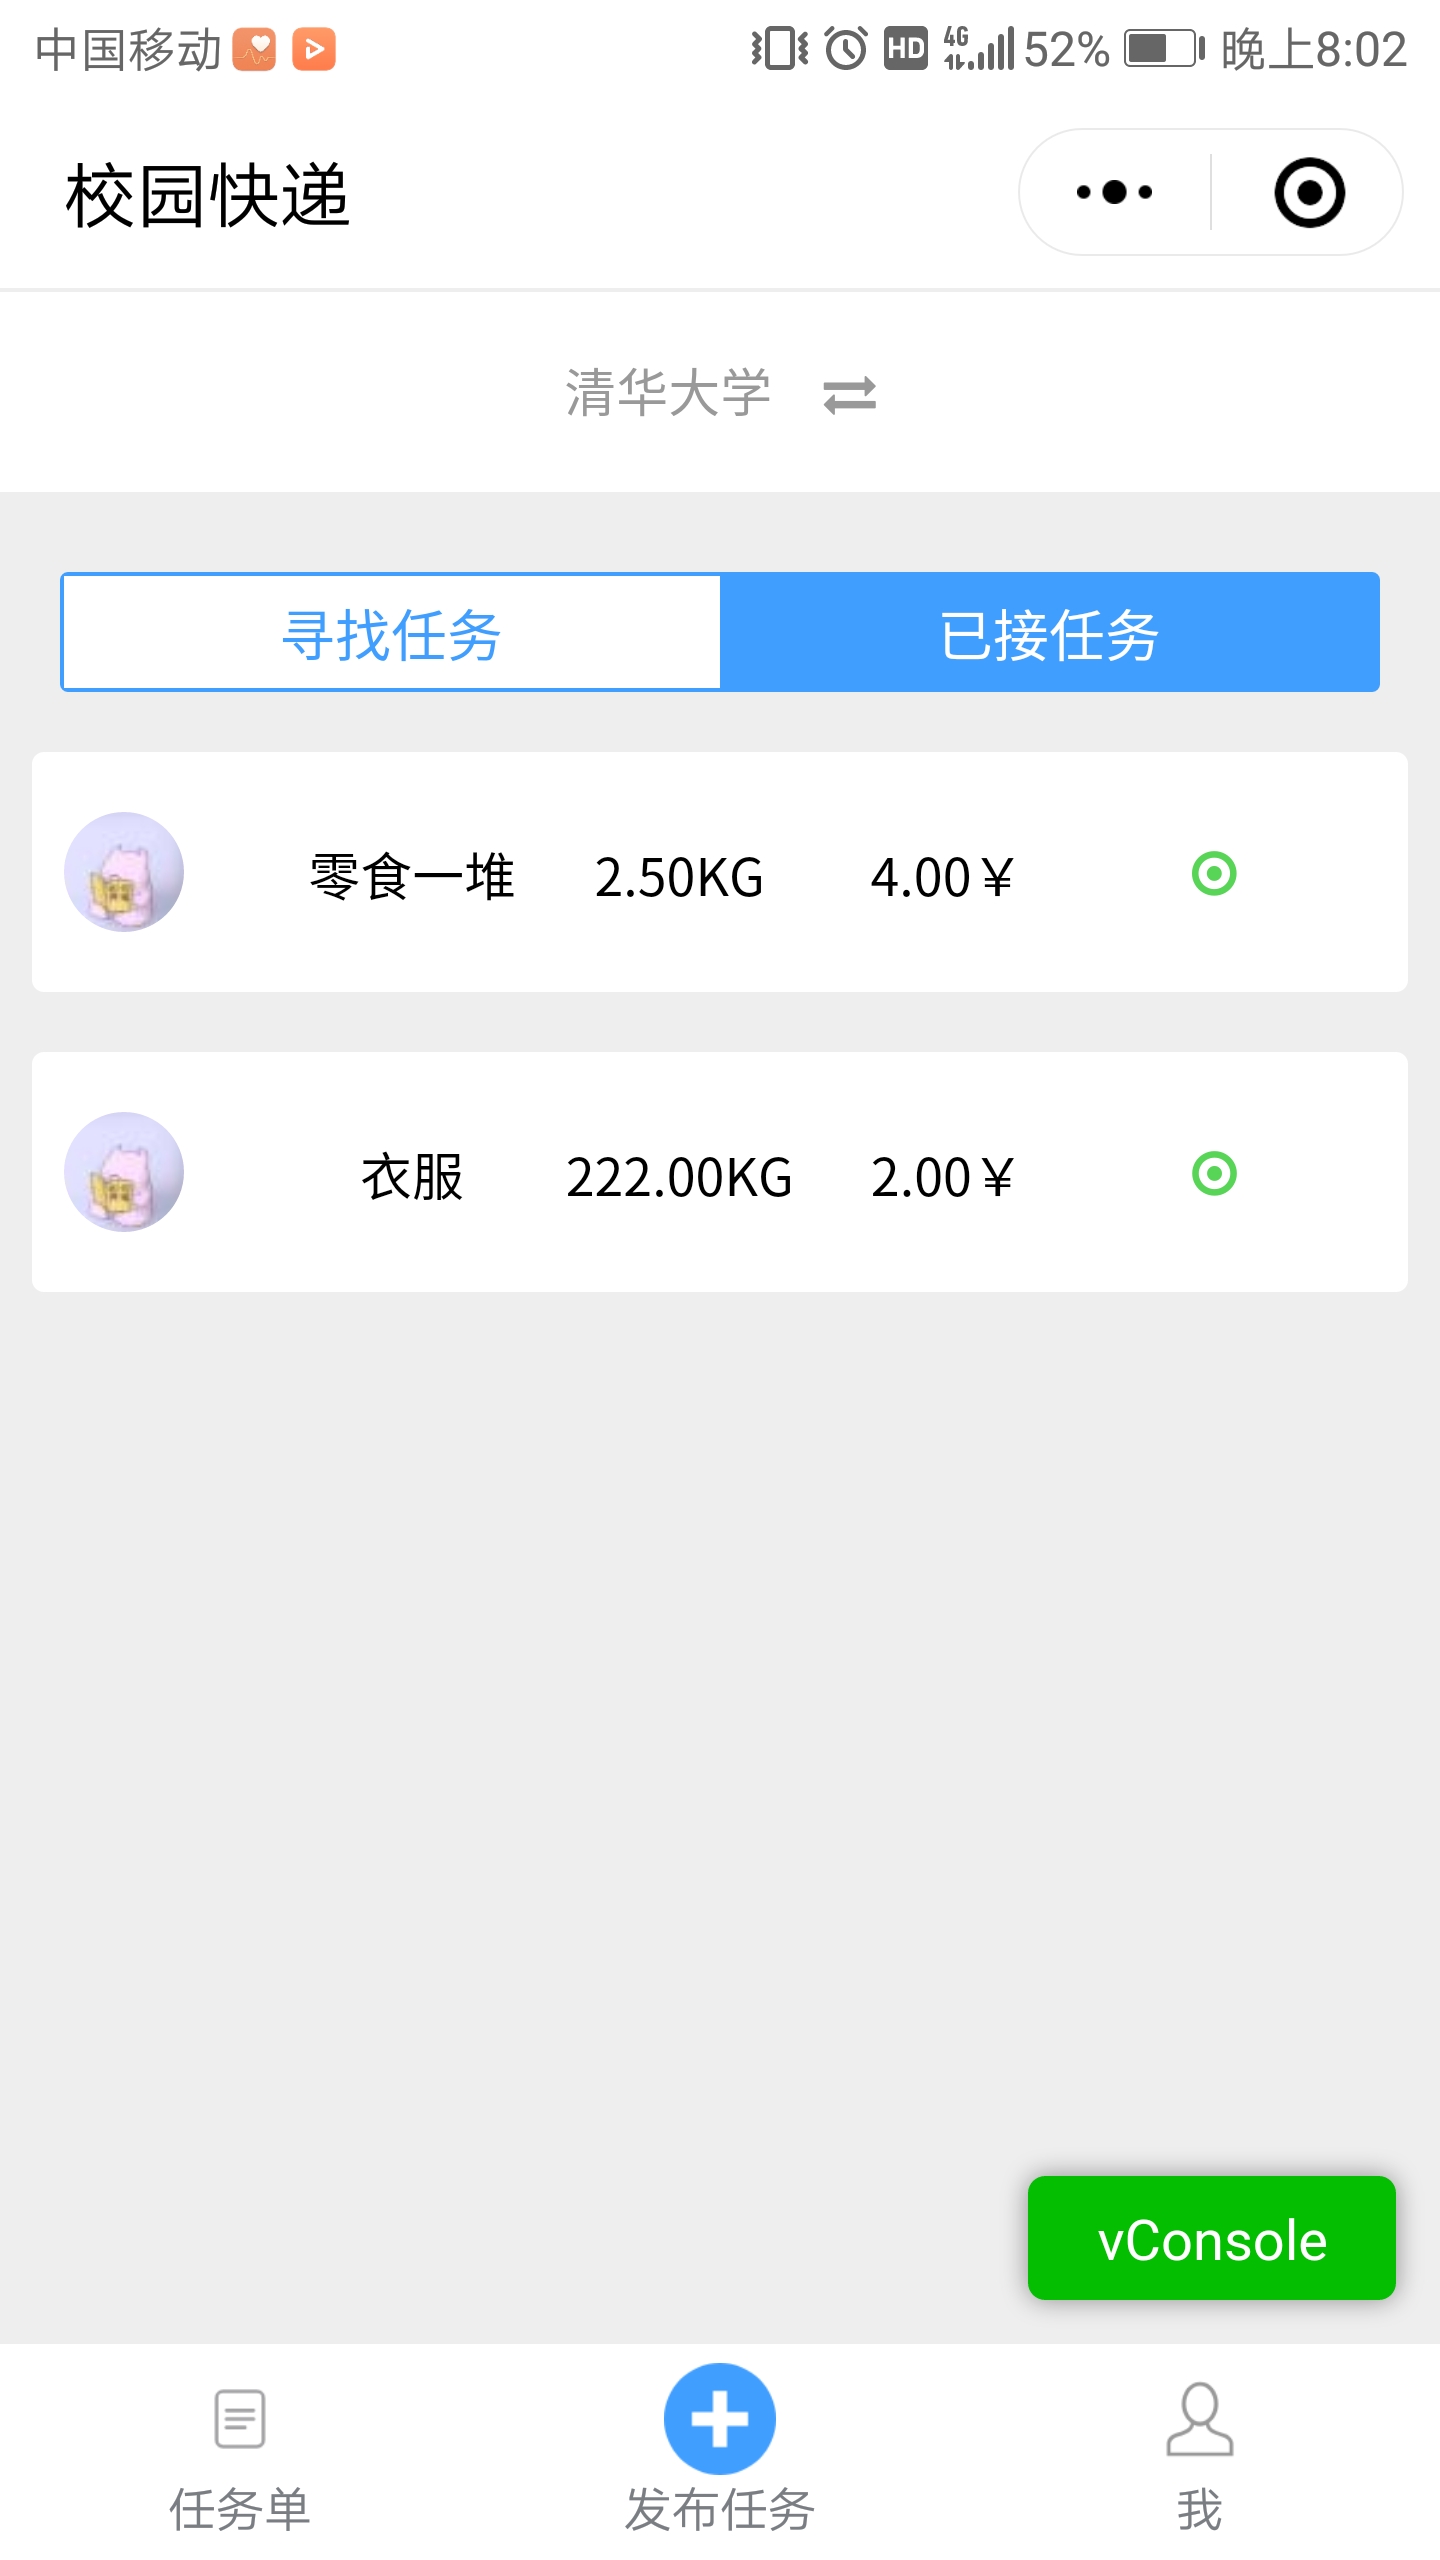 中国移动 HD 4G 52% 晚上8:02
校园快递
清华大学
寻找任务 已接任务
零食一堆 2.50KG 4.00￥
衣服 222.00KG 2.00￥
vConsole
任务单 发布任务 我